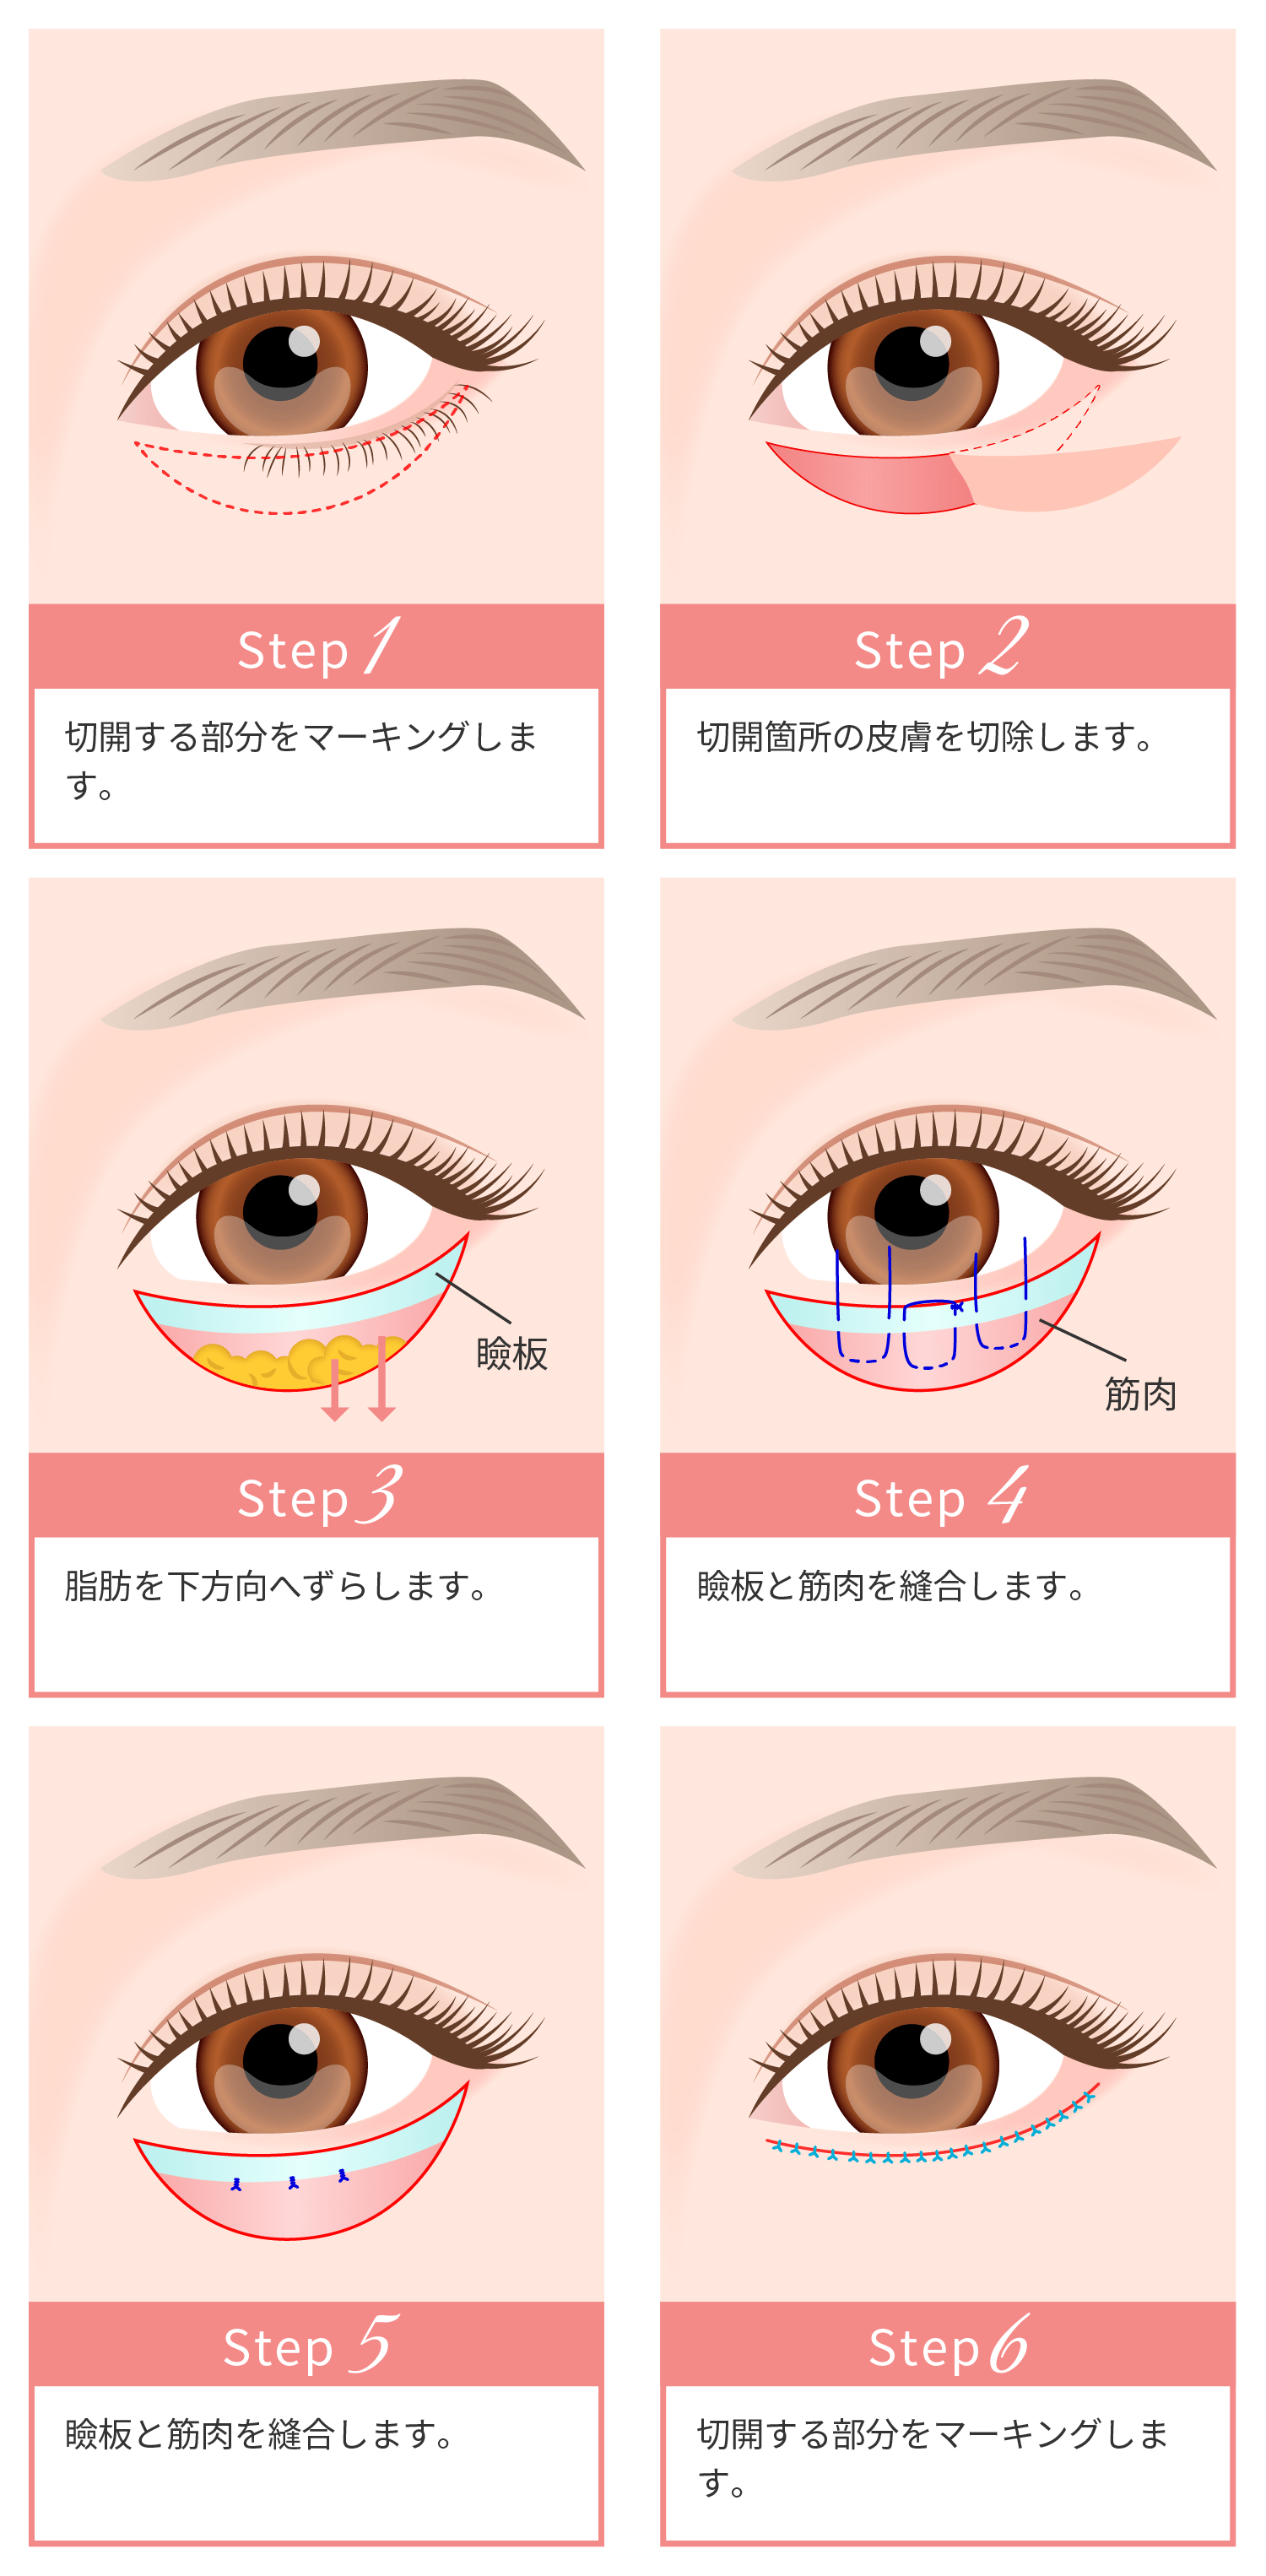 Step 1
切開する部分をマーキングしま
す。
Step 2
切開箇所の皮膚を切除します。
瞼板
Step 3
脂肪を下方向へずらします。
筋肉
Step 4
瞼板と筋肉を縫合します。
Step 5
瞼板と筋肉を縫合します。
Step 6
切開する部分をマーキングしま
す。